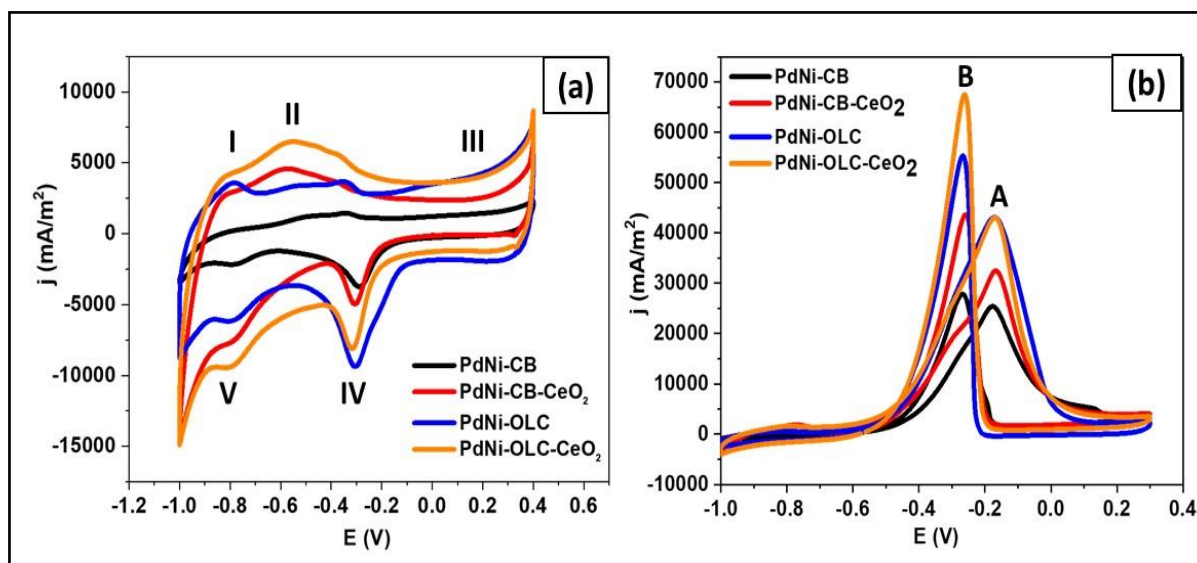 (a)
10000
5000
0
-5000
-10000
-15000
j (mA/m²)
I
II
III
IV
V
PdNi-CB
PdNi-CB-CeO₂
PdNi-OLC
PdNi-OLC-CeO₂
-1.2 -1.0 -0.8 -0.6 -0.4 -0.2 0.0 0.2 0.4 0.6
E (V)
(b)
70000
60000
50000
40000
30000
20000
10000
0
-10000
j (mA/m²)
PdNi-CB
PdNi-CB-CeO₂
PdNi-OLC
PdNi-OLC-CeO₂
B
A
-1.0 -0.8 -0.6 -0.4 -0.2 0.0 0.2 0.4
E (V)